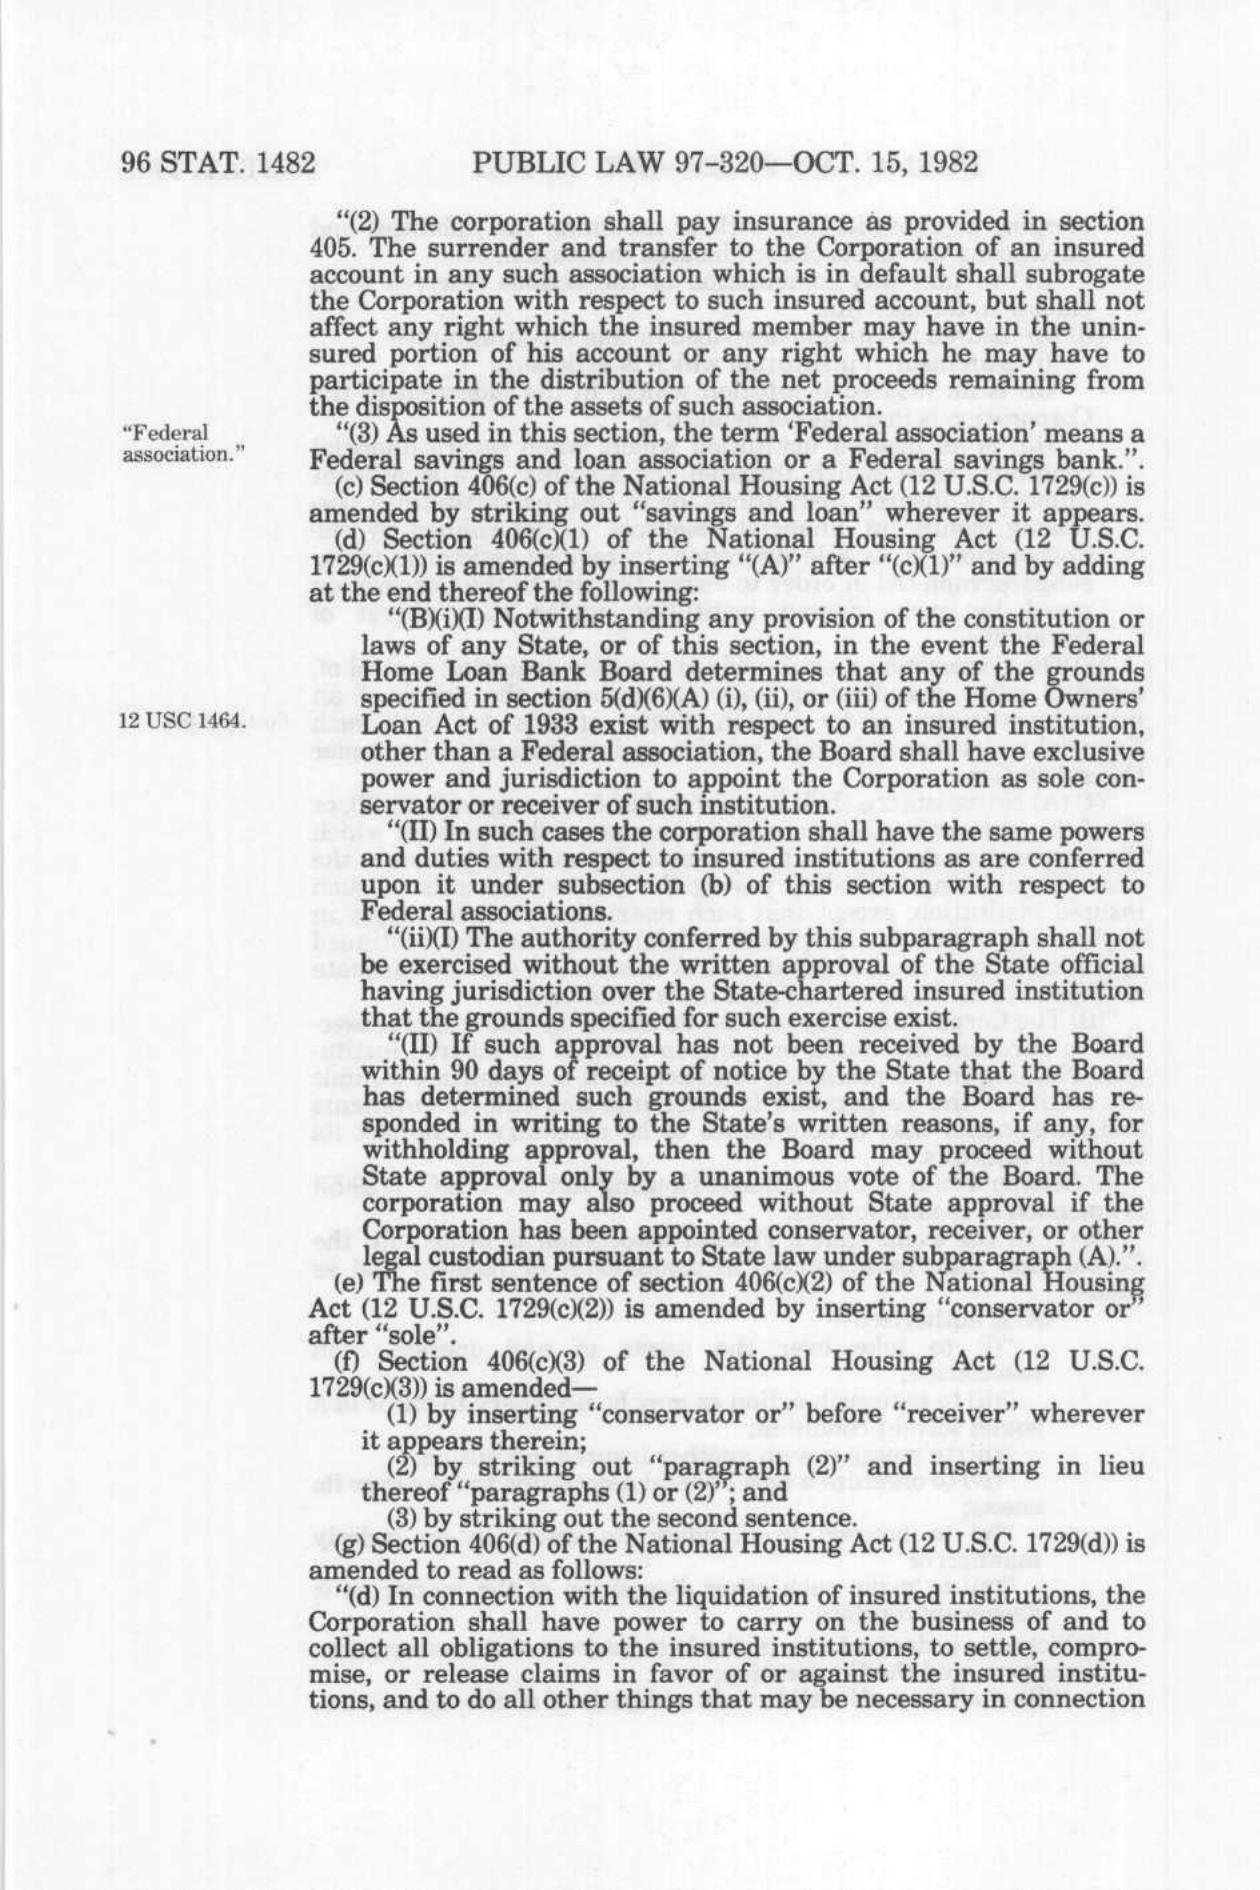 96 STAT. 1482 PUBLIC LAW 97-320—OCT. 15, 1982
"(2) The corporation shall pay insurance as provided in section
405. The surrender and transfer to the Corporation of an insured
account in any such association which is in default shall subrogate
the Corporation with respect to such insured account, but shall not
affect any right which the insured member may have in the unin-
sured portion of his account or any right which he may have to
participate in the distribution of the net proceeds remaining from
the disposition of the assets of such association.
"Federal
association."
"(3) As used in this section, the term 'Federal association' means a
Federal savings and loan association or a Federal savings bank.".
(c) Section 406(c) of the National Housing Act (12 U.S.C. 1729(c)) is
amended by striking out "savings and loan" wherever it appears.
(d) Section 406(c)(1) of the National Housing Act (12 U.S.C.
1729(c)(1)) is amended by inserting "(A)" after "(c)(1)" and by adding
at the end thereof the following:
"(B)(i)(I) Notwithstanding any provision of the constitution or
laws of any State, or of this section, in the event the Federal
Home Loan Bank Board determines that any of the grounds
specified in section 5(d)(6)(A) (i), (ii), or (iii) of the Home Owners'
12 USC 1464.
Loan Act of 1933 exist with respect to an insured institution,
other than a Federal association, the Board shall have exclusive
power and jurisdiction to appoint the Corporation as sole con-
servator or receiver of such institution.
"(II) In such cases the corporation shall have the same powers
and duties with respect to insured institutions as are conferred
upon it under subsection (b) of this section with respect to
Federal associations.
"(ii)(I) The authority conferred by this subparagraph shall not
be exercised without the written approval of the State official
having jurisdiction over the State-chartered insured institution
that the grounds specified for such exercise exist.
"(II) If such approval has not been received by the Board
within 90 days of receipt of notice by the State that the Board
has determined such grounds exist, and the Board has re-
sponded in writing to the State's written reasons, if any, for
withholding approval, then the Board may proceed without
State approval only by a unanimous vote of the Board. The
corporation may also proceed without State approval if the
Corporation has been appointed conservator, receiver, or other
legal custodian pursuant to State law under subparagraph (A).".
(e) The first sentence of section 406(c)(2) of the National Housing
Act (12 U.S.C. 1729(c)(2)) is amended by inserting "conservator or"
after "sole".
(f) Section 406(c)(3) of the National Housing Act (12 U.S.C.
1729(c)(3)) is amended—
(1) by inserting "conservator or" before "receiver" wherever
it appears therein;
(2) by striking out "paragraph (2)" and inserting in lieu
thereof "paragraphs (1) or (2)"; and
(3) by striking out the second sentence.
(g) Section 406(d) of the National Housing Act (12 U.S.C. 1729(d)) is
amended to read as follows:
"(d) In connection with the liquidation of insured institutions, the
Corporation shall have power to carry on the business of and to
collect all obligations to the insured institutions, to settle, compro-
mise, or release claims in favor of or against the insured institu-
tions, and to do all other things that may be necessary in connection